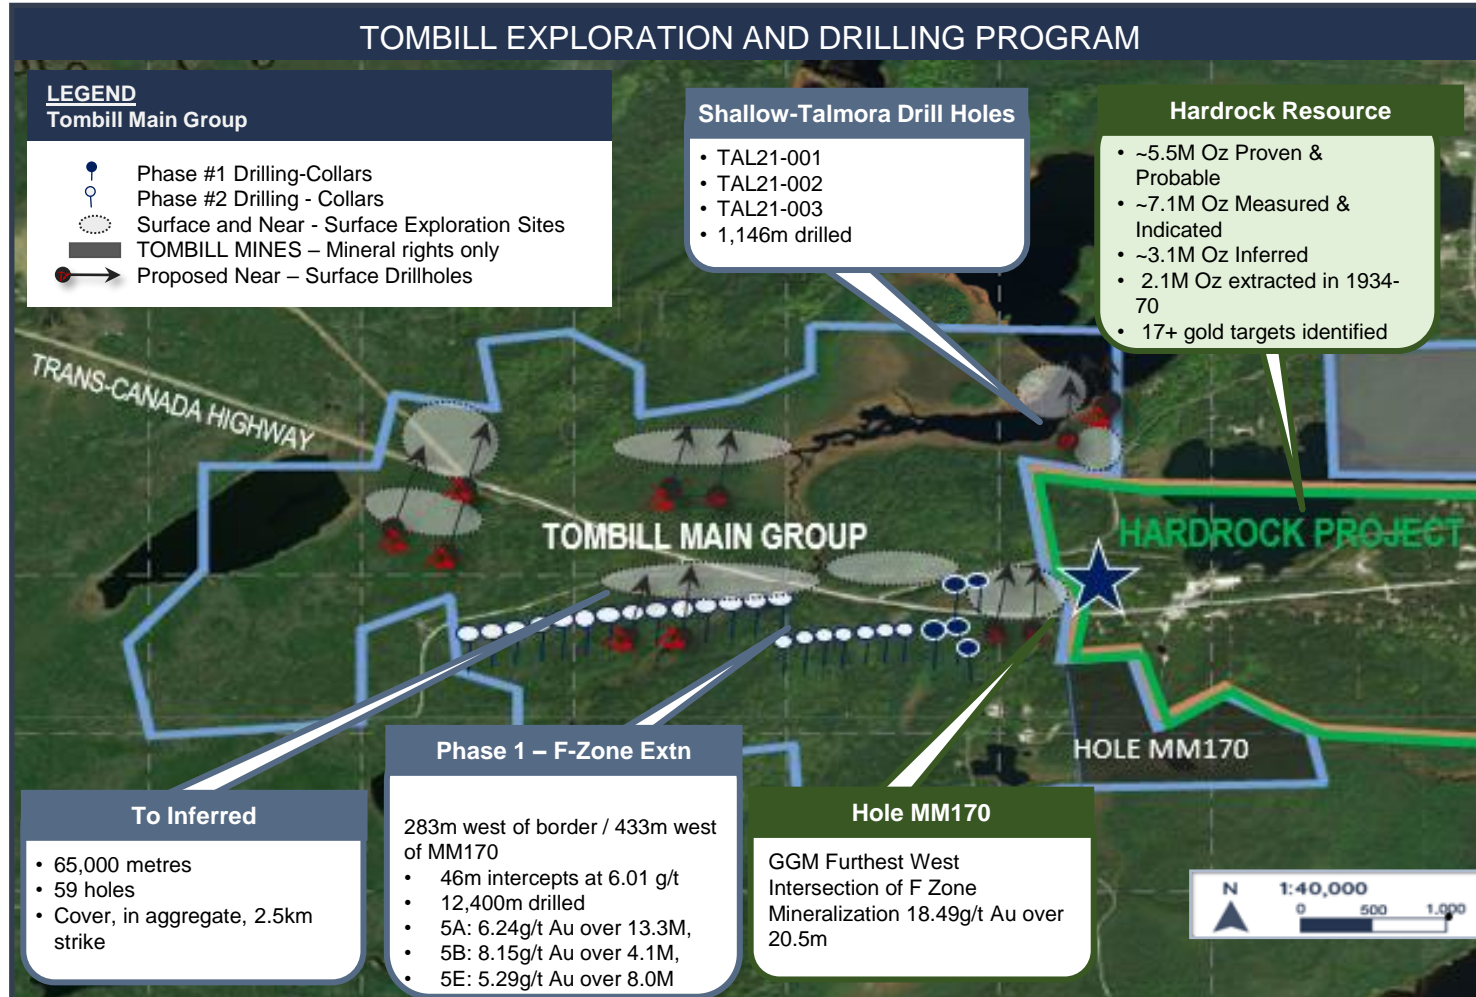 TOMBILL EXPLORATION AND DRILLING PROGRAM
LEGEND
Tombill Main Group
Phase #1 Drilling-Collars
Phase #2 Drilling - Collars
Surface and Near - Surface Exploration Sites
TOMBILL MINES – Mineral rights only
Proposed Near – Surface Drillholes
Shallow-Talmora Drill Holes
• TAL21-001
• TAL21-002
• TAL21-003
• 1,146m drilled
Hardrock Resource
• ~5.5M Oz Proven &
Probable
• ~7.1M Oz Measured &
Indicated
• ~3.1M Oz Inferred
• 2.1M Oz extracted in 1934-
70
• 17+ gold targets identified
TRANS-CANADA HIGHWAY
TOMBILL MAIN GROUP
HARDROCK PROJECT
HOLE MM170
To Inferred
• 65,000 metres
• 59 holes
• Cover, in aggregate, 2.5km
strike
Phase 1 – F-Zone Extn
283m west of border / 433m west
of MM170
• 46m intercepts at 6.01 g/t
• 12,400m drilled
• 5A: 6.24g/t Au over 13.3M,
• 5B: 8.15g/t Au over 4.1M,
• 5E: 5.29g/t Au over 8.0M
Hole MM170
GGM Furthest West
Intersection of F Zone
Mineralization 18.49g/t Au over
20.5m
N 1:40,000
0 500 1,000